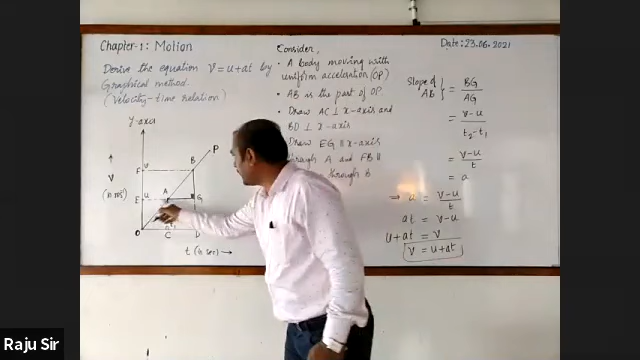 Chapter-1: Motion
Derive the equation V=u+at by
Graphical method.
(Velocity-time relation)
Y-axis
P
B
F
v
V
(in ms⁻¹)
A
E
u
G
O
C
D
t (in sec) →
Consider,
• A body moving with
uniform acceleration (OP)
• AB is the part of OP.
• Draw AC ⊥ x-axis and
BD ⊥ x-axis
Draw EG || x-axis
through A and FB ||
through B
Date: 23.06.2021
Slope of AB } = BG/AG
= v-u/t₂-t₁
= v-u/t
= a
⇒ a = v-u/t
at = v-u
u+at = v
v = u+at
Raju Sir